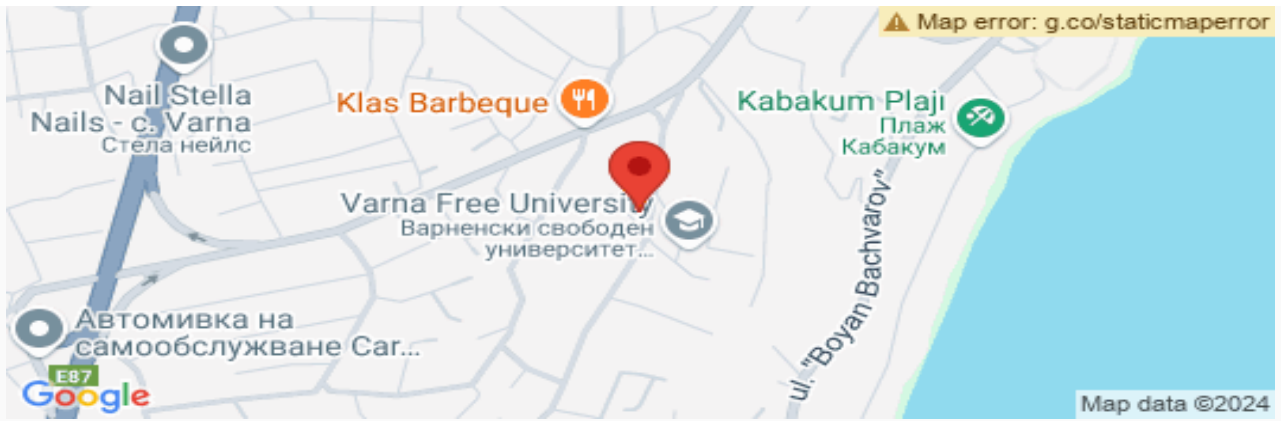 Map error: g.co/staticmaperror
Nail Stella
Nails - c. Varna
Стела нейлс
Klas Barbeque
Kabakum Plajı
Плаж
Кабакум
Varna Free University
Варненски свободен
университет...
ul. "Boyan Bachvarov"
Автомивка на
самообслужване Car...
E87
Google
Map data ©2024